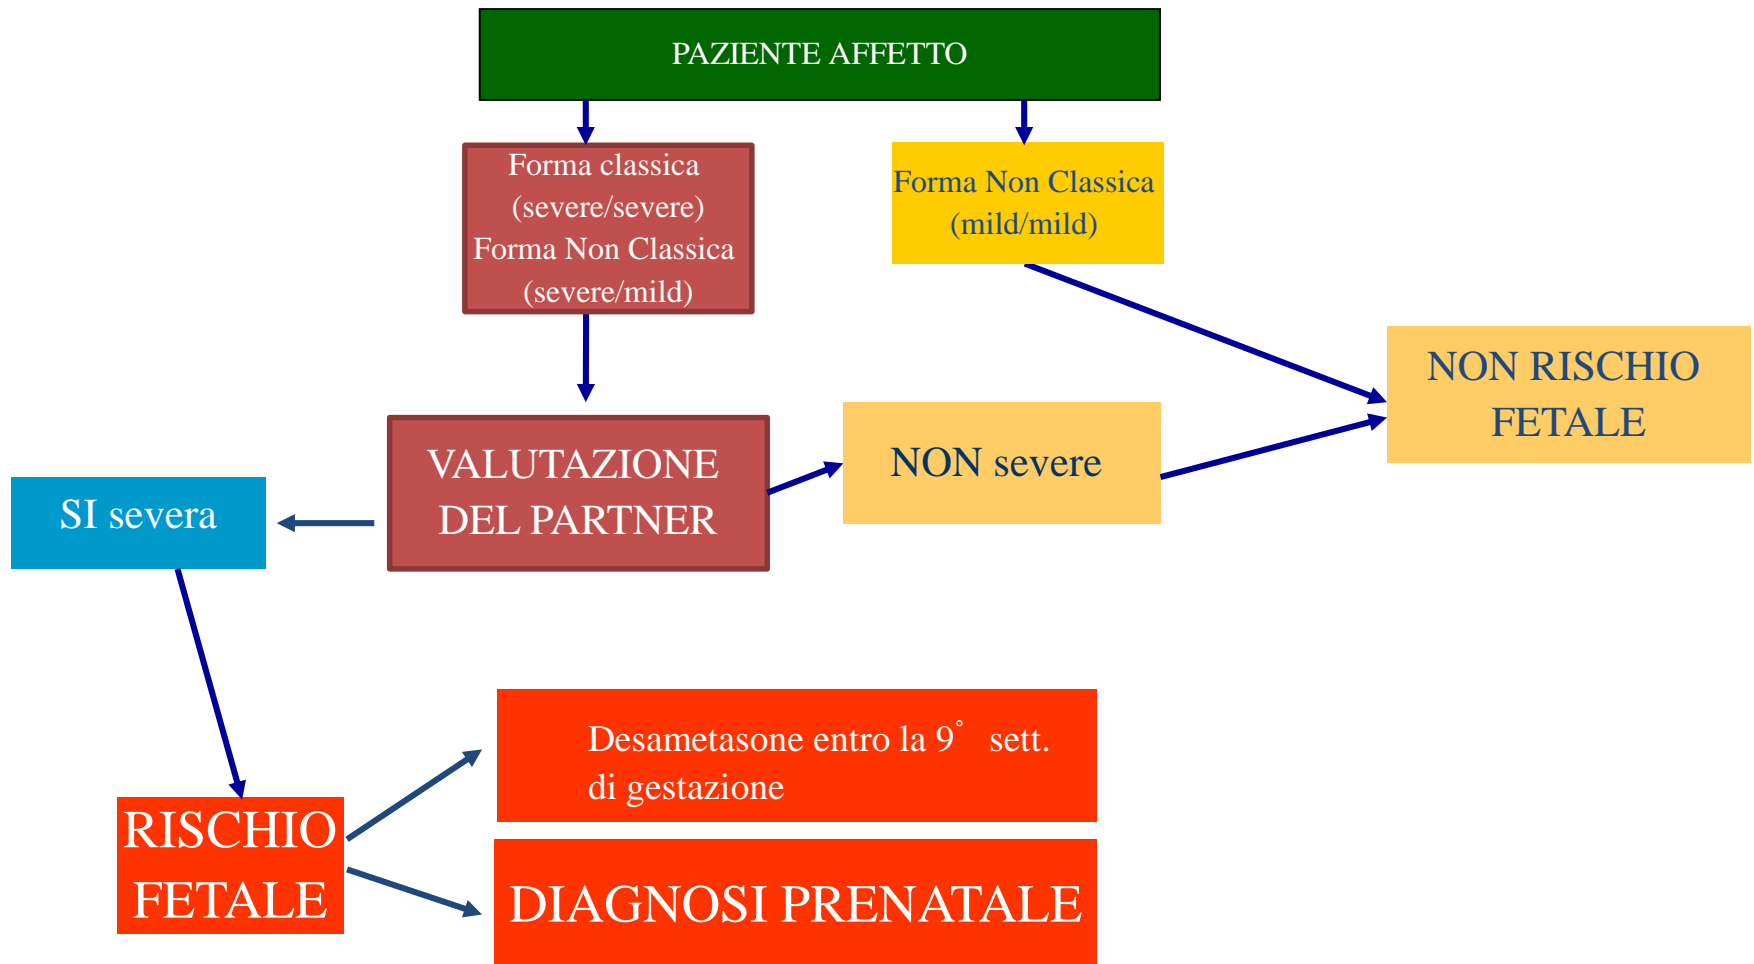 PAZIENTE AFFETTO
Forma classica
(severe/severe)
Forma Non Classica
(severe/mild)
Forma Non Classica
(mild/mild)
NON RISCHIO
FETALE
VALUTAZIONE
DEL PARTNER
NON severe
SI severa
Desametasone entro la 9° sett.
di gestazione
RISCHIO
FETALE
DIAGNOSI PRENATALE